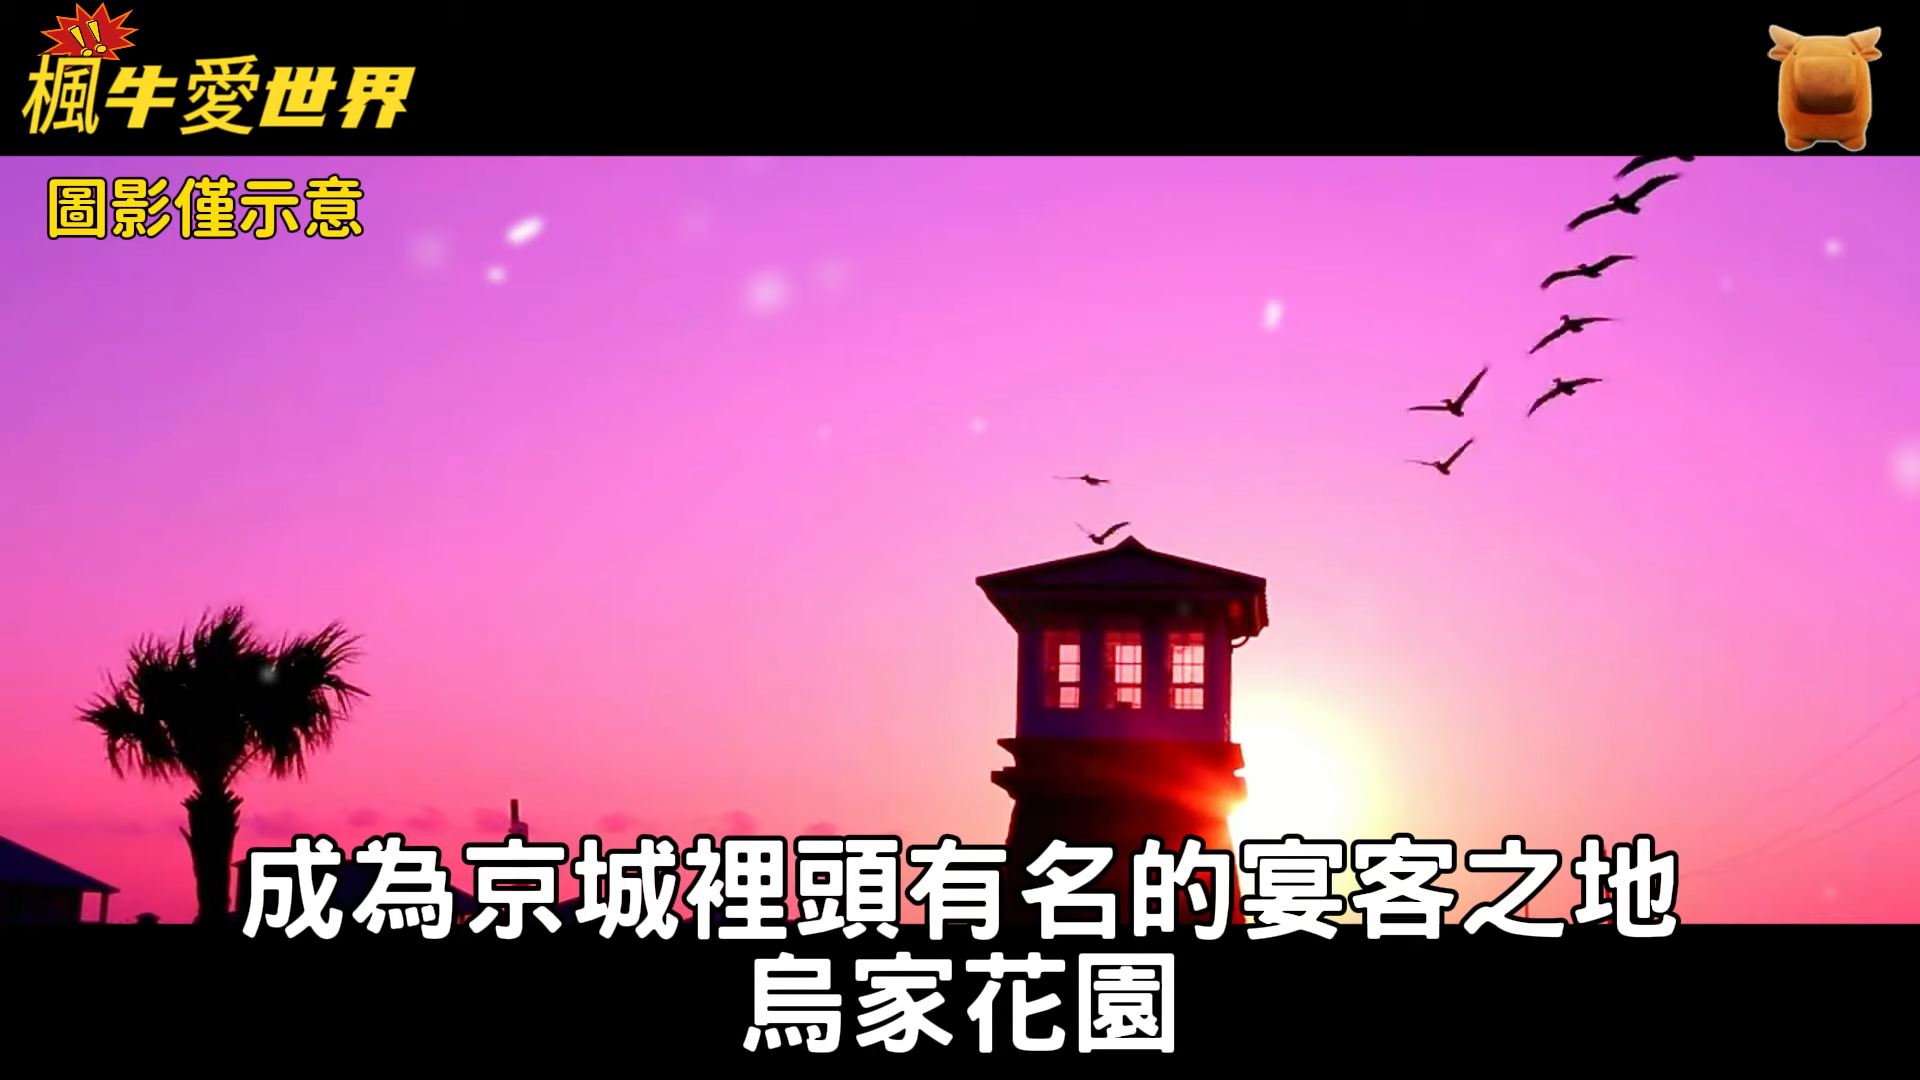 !!
楓牛愛世界
圖影僅示意
成為京城裡頭有名的宴客之地
烏家花園